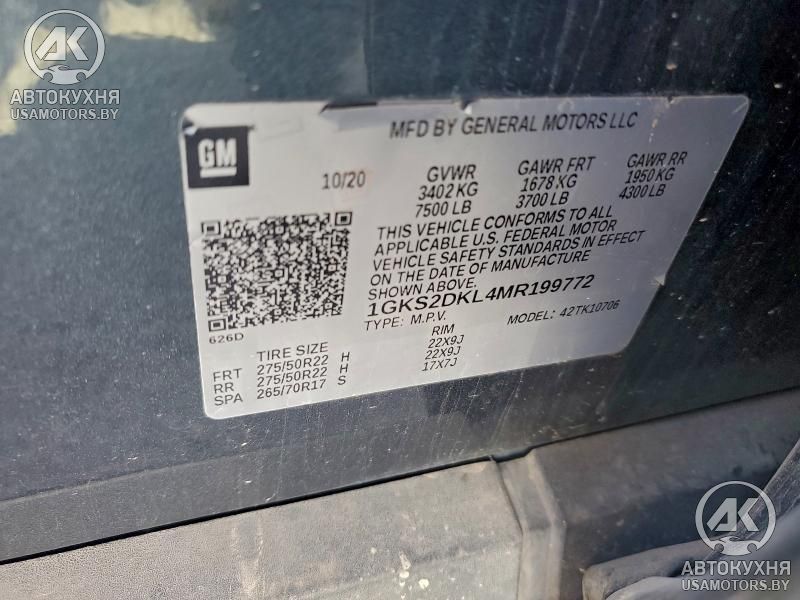 AK
АВТОКУХНЯ
USAMOTORS.BY
MFD BY GENERAL MOTORS LLC
GM
10/20
GVWR GAWR FRT GAWR RR
3402 KG 1678 KG 1950 KG
7500 LB 3700 LB 4300 LB
THIS VEHICLE CONFORMS TO ALL
APPLICABLE U.S. FEDERAL MOTOR
VEHICLE SAFETY STANDARDS IN EFFECT
ON THE DATE OF MANUFACTURE
SHOWN ABOVE.
1GKS2DKL4MR199772
TYPE: M.P.V. MODEL: 42TK10706
626D
TIRE SIZE RIM
FRT 275/50R22 H 22X9J
RR 275/50R22 H 22X9J
SPA 265/70R17 S 17X7J
AK
АВТОКУХНЯ
USAMOTORS.BY